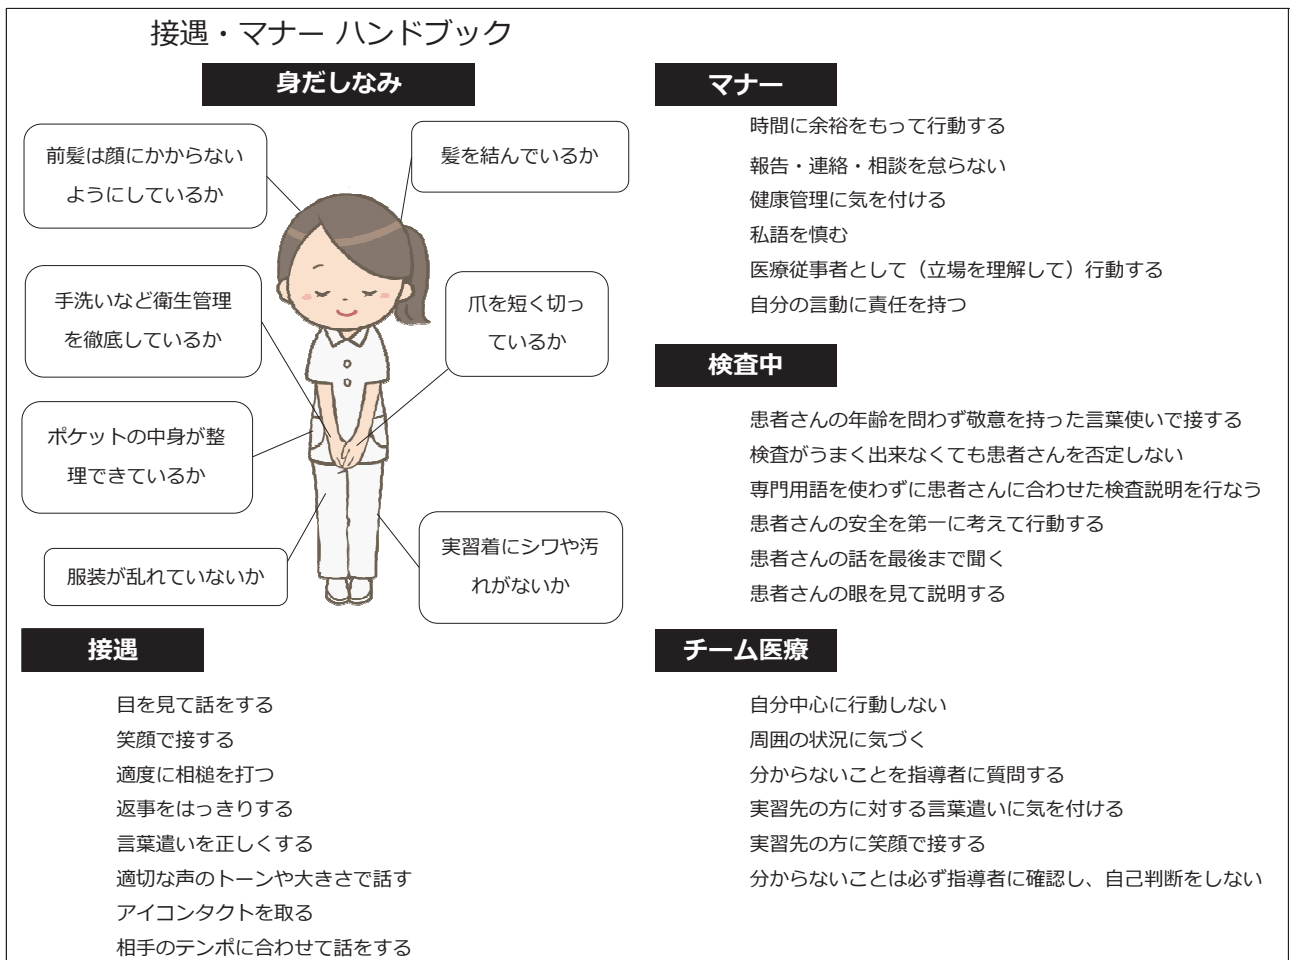 接遇・マナー ハンドブック
身だしなみ
前髪は顔にかからない
ようにしているか
髪を結んでいるか
手洗いなど衛生管理
を徹底しているか
爪を短く切っ
ているか
ポケットの中身が整
理できているか
実習着にシワや汚
れがないか
服装が乱れていないか
接遇
目を見て話をする
笑顔で接する
適度に相槌を打つ
返事をはっきりする
言葉遣いを正しくする
適切な声のトーンや大きさで話す
アイコンタクトを取る
相手のテンポに合わせて話をする
マナー
時間に余裕をもって行動する
報告・連絡・相談を怠らない
健康管理に気を付ける
私語を慎む
医療従事者として（立場を理解して）行動する
自分の言動に責任を持つ
検査中
患者さんの年齢を問わず敬意を持った言葉使いで接する
検査がうまく出来なくても患者さんを否定しない
専門用語を使わずに患者さんに合わせた検査説明を行なう
患者さんの安全を第一に考えて行動する
患者さんの話を最後まで聞く
患者さんの眼を見て説明する
チーム医療
自分中心に行動しない
周囲の状況に気づく
分からないことを指導者に質問する
実習先の方に対する言葉遣いに気を付ける
実習先の方に笑顔で接する
分からないことは必ず指導者に確認し、自己判断をしない